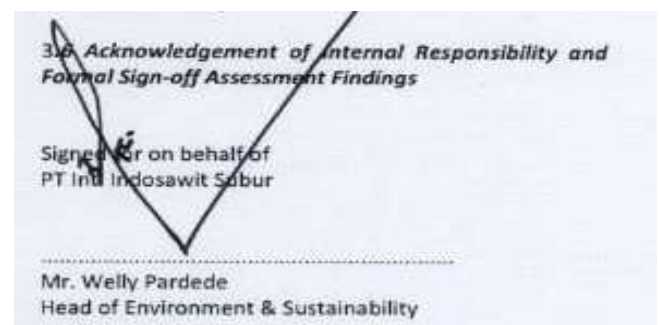 3.6 Acknowledgement of Internal Responsibility and
Formal Sign-off Assessment Findings
Signed for on behalf of
PT Inti Indosawit Subur
Mr. Welly Pardede
Head of Environment & Sustainability